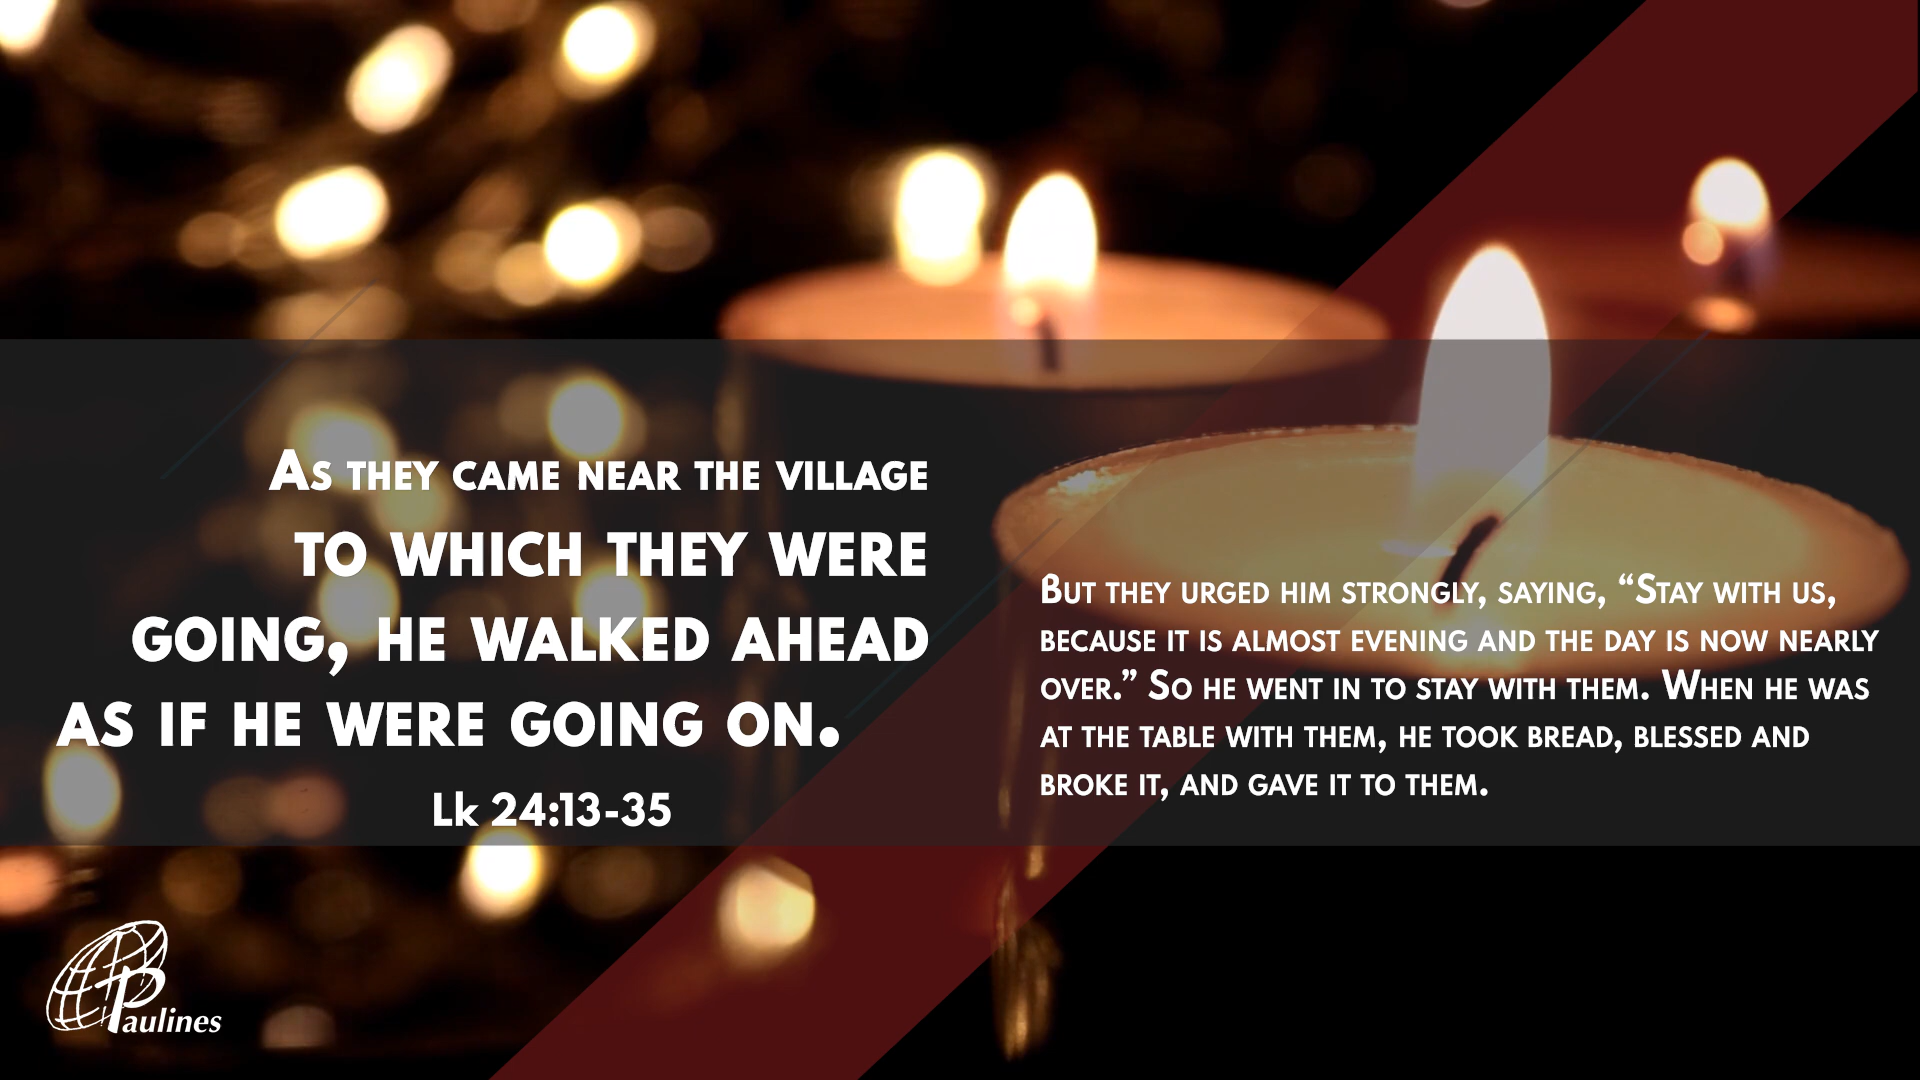 As they came near the village
to which they were
going, he walked ahead
as if he were going on.
Lk 24:13-35
But they urged him strongly, saying, “Stay with us,
because it is almost evening and the day is now nearly
over.” So he went in to stay with them. When he was
at the table with them, he took bread, blessed and
broke it, and gave it to them.
Paulines